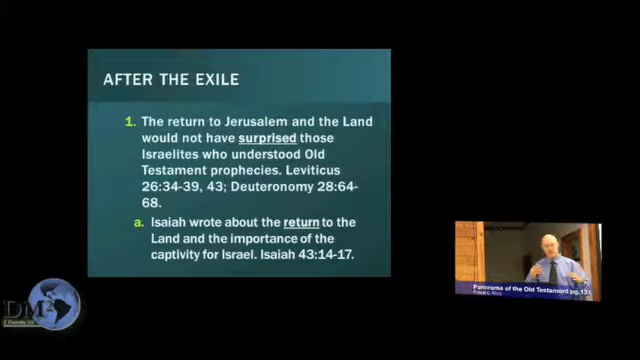 AFTER THE EXILE
1. The return to Jerusalem and the Land
would not have surprised those
Israelites who understood Old
Testament prophecies. Leviticus
26:34-39, 43; Deuteronomy 28:64-
68.
a. Isaiah wrote about the return to the
Land and the importance of the
captivity for Israel. Isaiah 43:14-17.
Panorama of the Old Testament pg.131
DM2